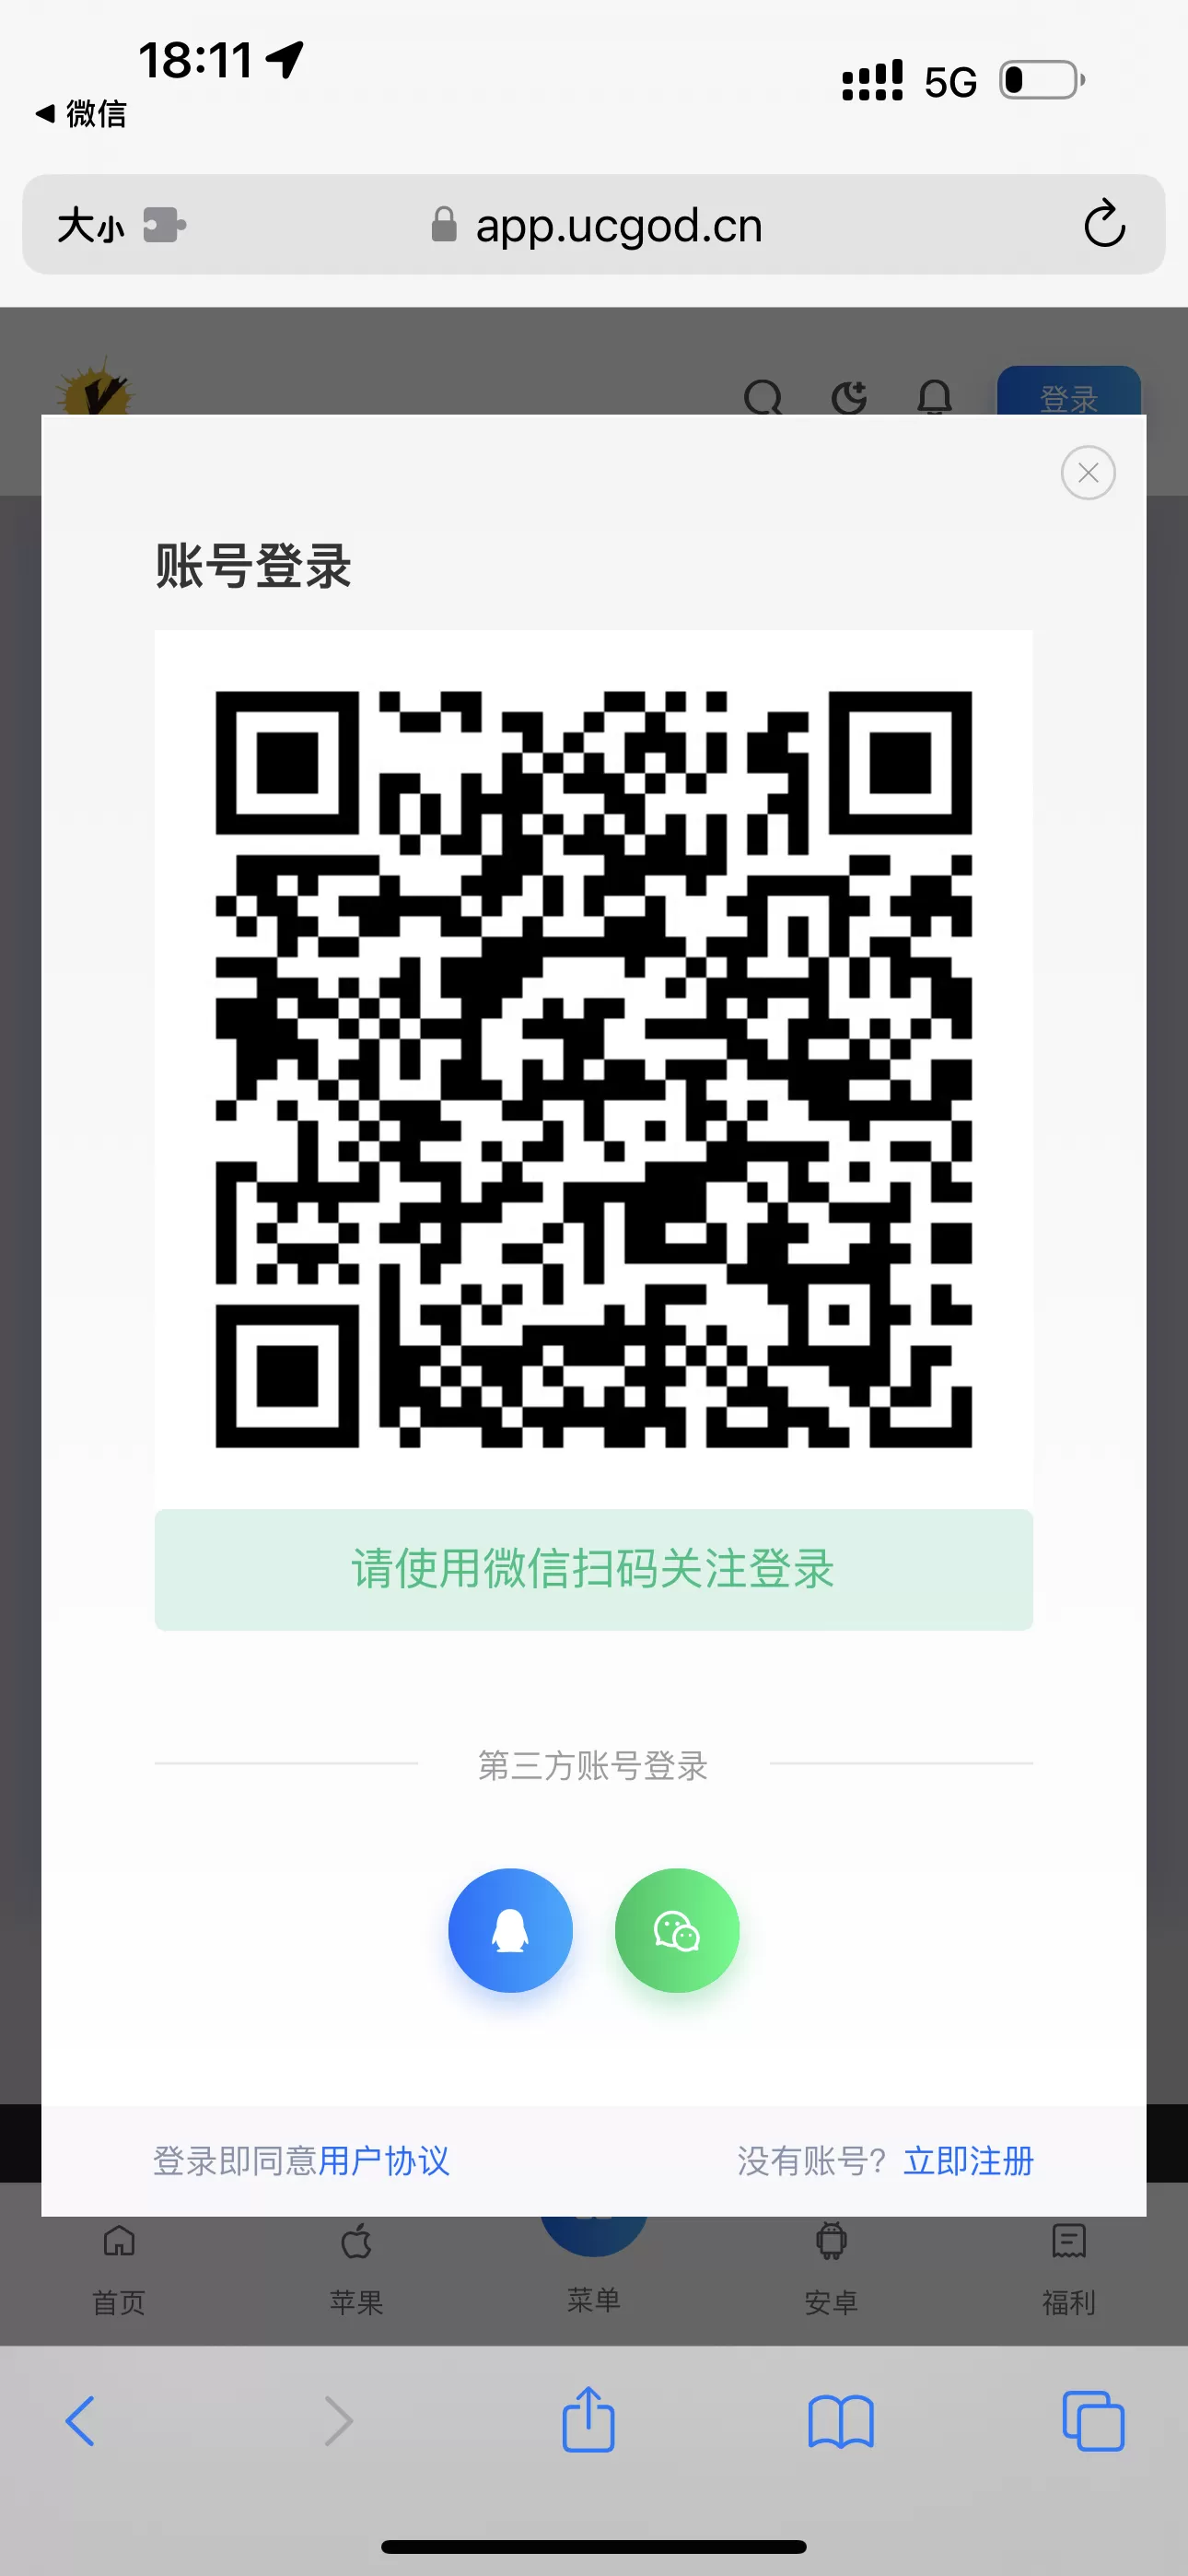 18:11
5G
微信
大小
app.ucgod.cn
登录
账号登录
请使用微信扫码关注登录
第三方账号登录
登录即同意用户协议
没有账号? 立即注册
首页
苹果
菜单
安卓
福利